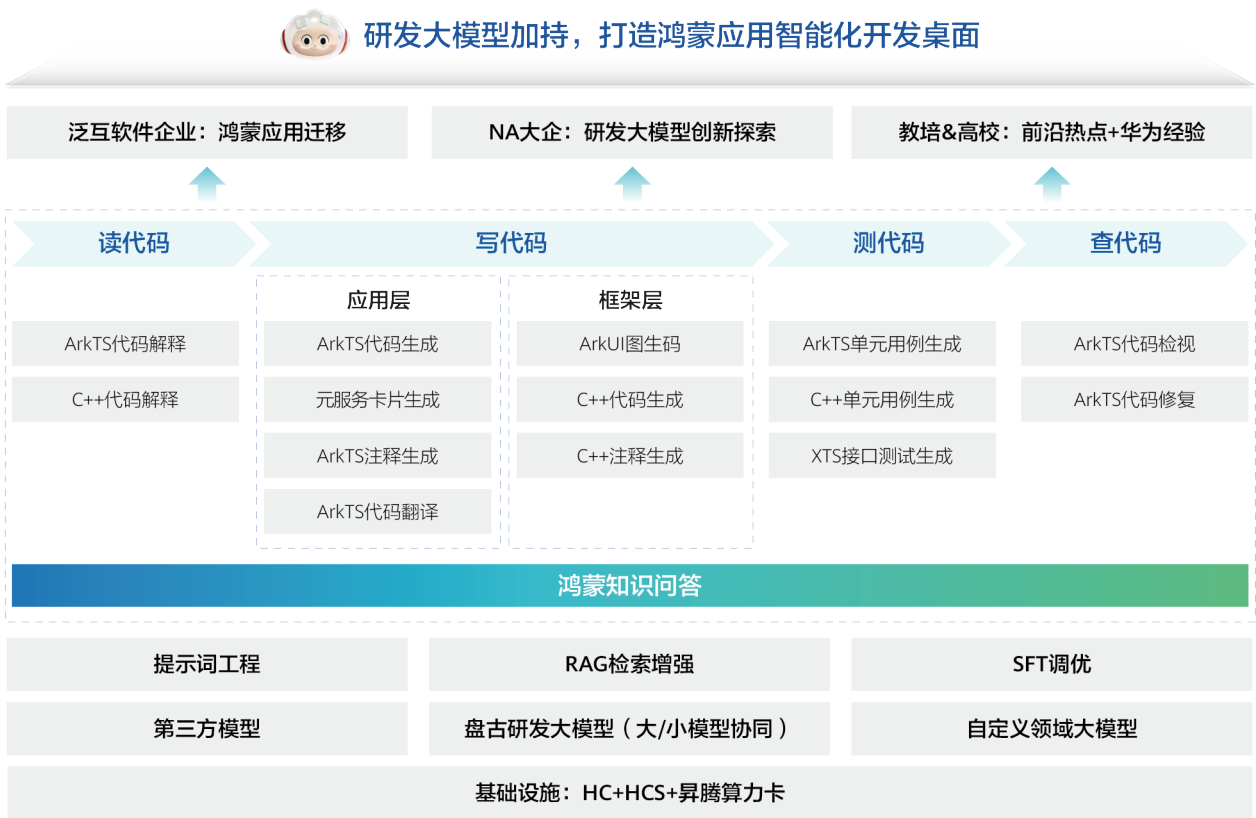 研发大模型加持，打造鸿蒙应用智能化开发桌面
泛互软件企业：鸿蒙应用迁移
NA大企：研发大模型创新探索
教培&高校：前沿热点+华为经验
读代码
写代码
测代码
查代码
ArkTS代码解释
C++代码解释
应用层
ArkTS代码生成
元服务卡片生成
ArkTS注释生成
ArkTS代码翻译
框架层
ArkUI图生码
C++代码生成
C++注释生成
ArkTS单元用例生成
C++单元用例生成
XTS接口测试生成
ArkTS代码检视
ArkTS代码修复
鸿蒙知识问答
提示词工程
RAG检索增强
SFT调优
第三方模型
盘古研发大模型（大/小模型协同）
自定义领域大模型
基础设施：HC+HCS+昇腾算力卡